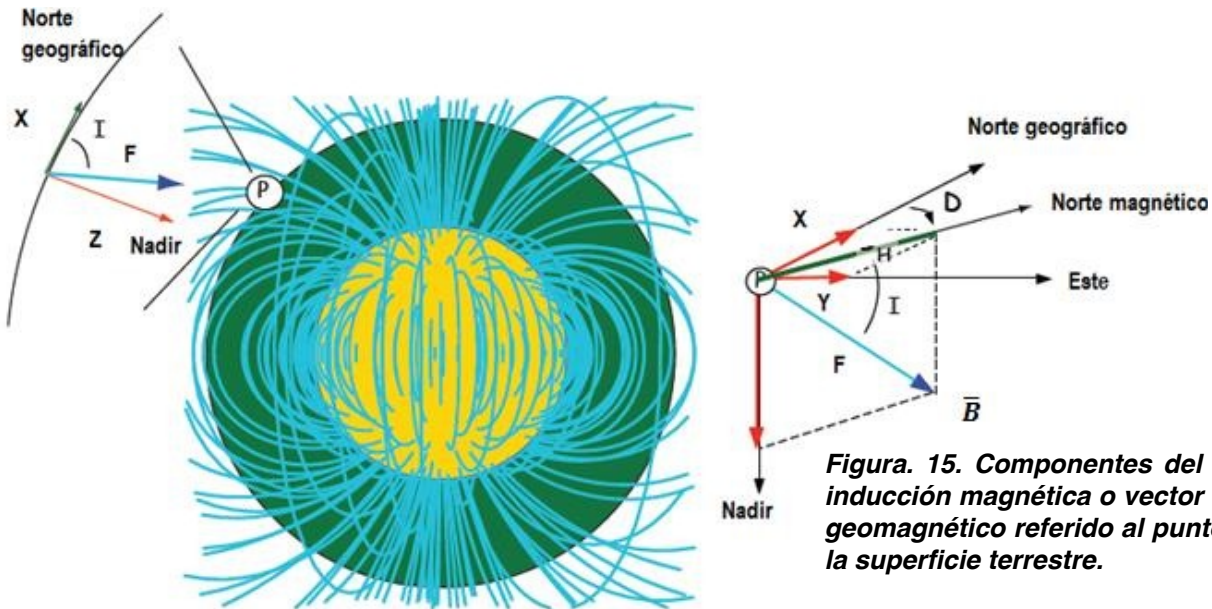 Norte
geográfico
X
I
F
Z
Nadir
P
Norte geográfico
D
Norte magnético
X
H
P
Este
Y
I
F
B̅
Nadir
Figura. 15. Componentes del
inducción magnética o vector
geomagnético referido al punt
la superficie terrestre.